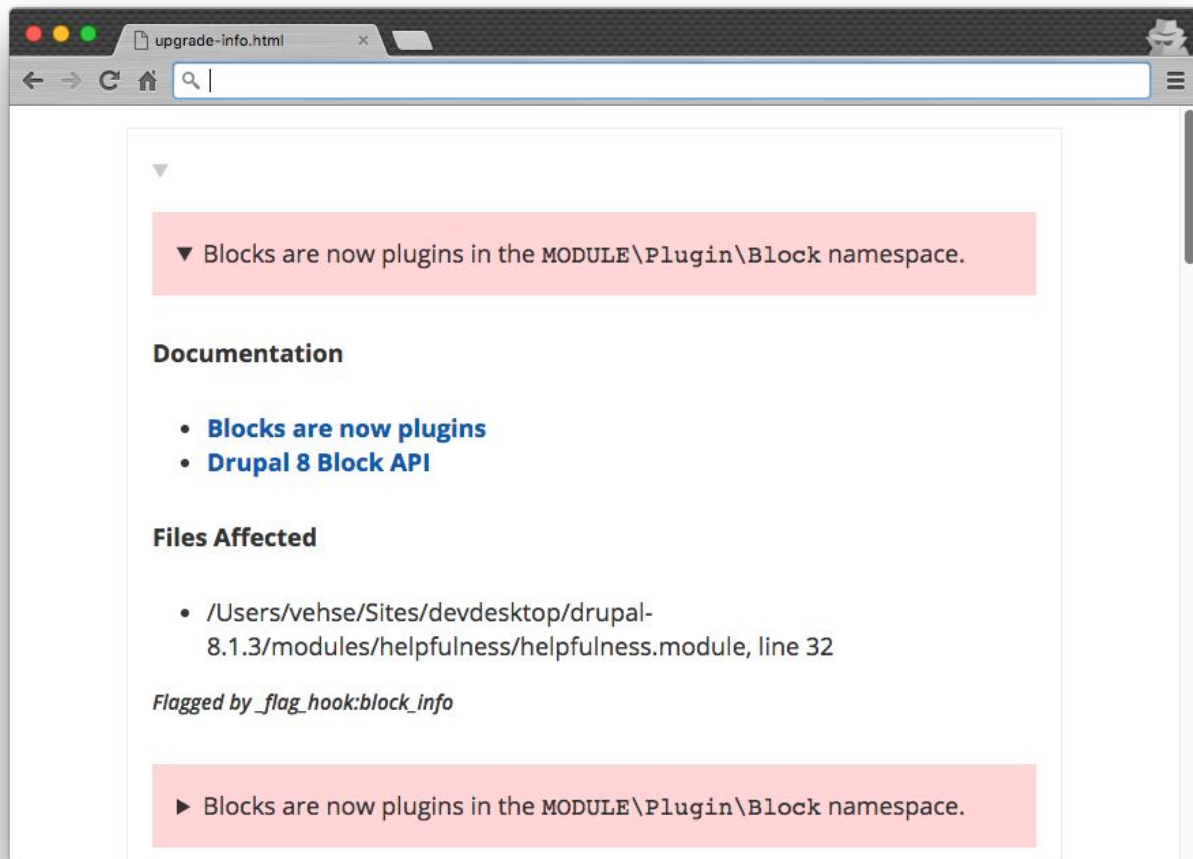 upgrade-info.html
Blocks are now plugins in the MODULE\Plugin\Block namespace.
Documentation
Blocks are now plugins
Drupal 8 Block API
Files Affected
/Users/vehse/Sites/devdesktop/drupal-
8.1.3/modules/helpfulness/helpfulness.module, line 32
Flagged by _flag_hook:block_info
Blocks are now plugins in the MODULE\Plugin\Block namespace.